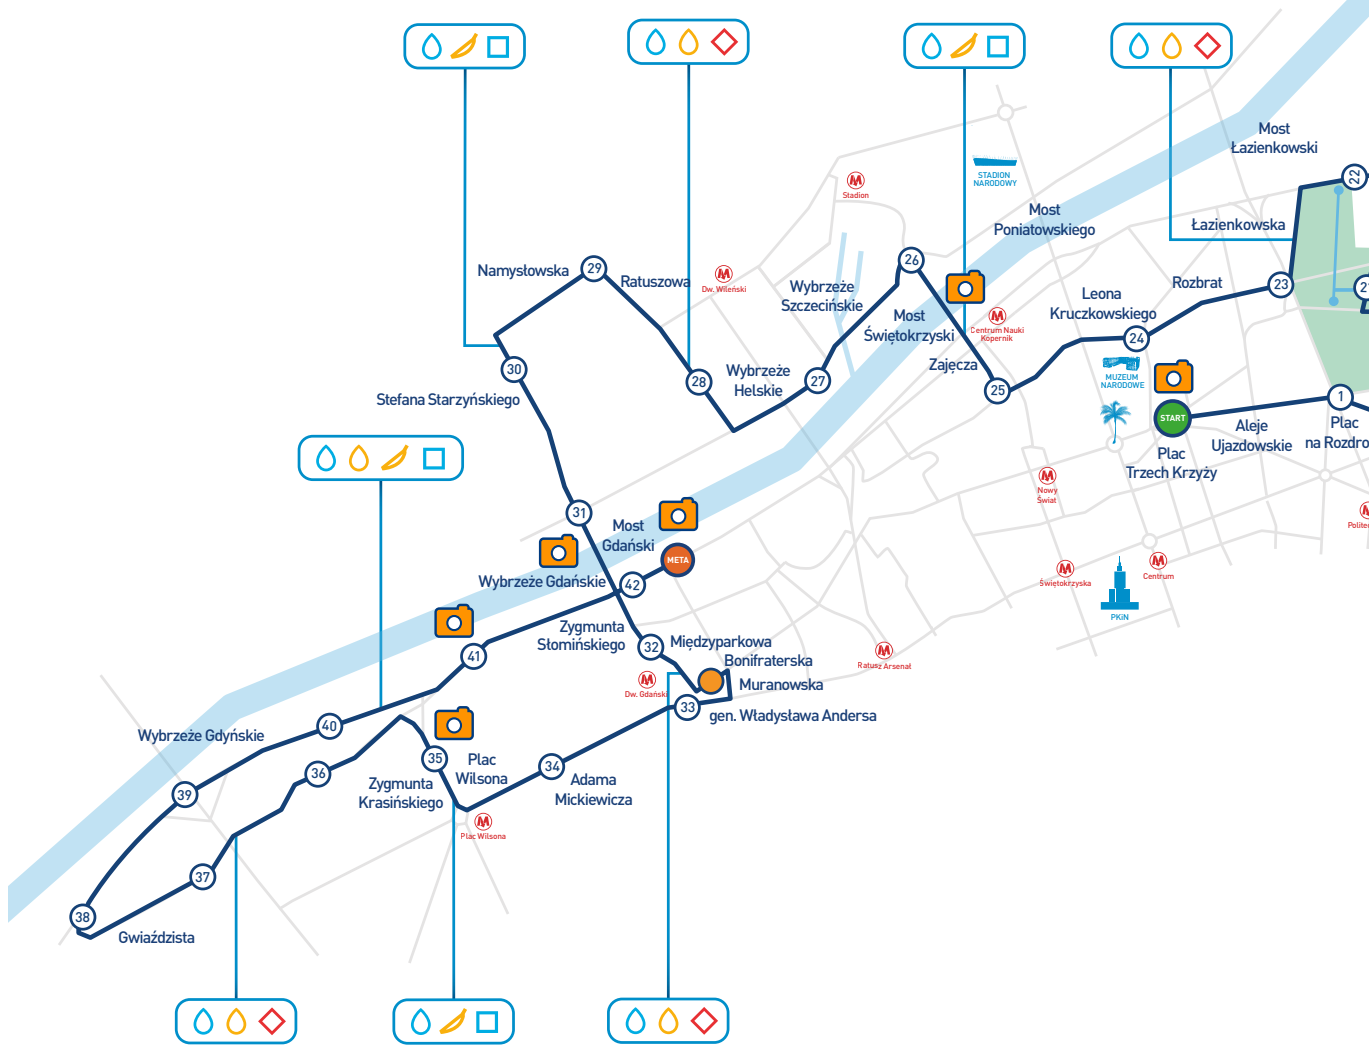 Most
Łazienkowski
22
STADION
NARODOWY
Stadion
Most
Poniatowskiego
Łazienkowska
Namysłowska
29
Ratuszowa
Dw. Wileński
26
Wybrzeże
Szczecińskie
Rozbrat
23
Leona
Kruczkowskiego
Most
Świętokrzyski
Centrum Nauki
Kopernik
24
Zajęcza
30
28
Wybrzeże
Helskie
27
25
MUZEUM
NARODOWE
Stefana Starzyńskiego
1
START
Aleje
Ujazdowskie
Plac
na Rozdro
Plac
Trzech Krzyży
Nowy
Świat
31
Most
Gdański
META
Wybrzeże Gdańskie
42
Świętokrzyska
Centrum
PKiN
Zygmunta
Słomińskiego
32
Międzyparkowa
Bonifraterska
Muranowska
Ratusz Arsenał
41
Dw. Gdański
33
gen. Władysława Andersa
40
Wybrzeże Gdyńskie
35
Plac
Wilsona
34
36
Zygmunta
Krasińskiego
Adama
Mickiewicza
39
Plac Wilsona
37
38
Gwiaździsta